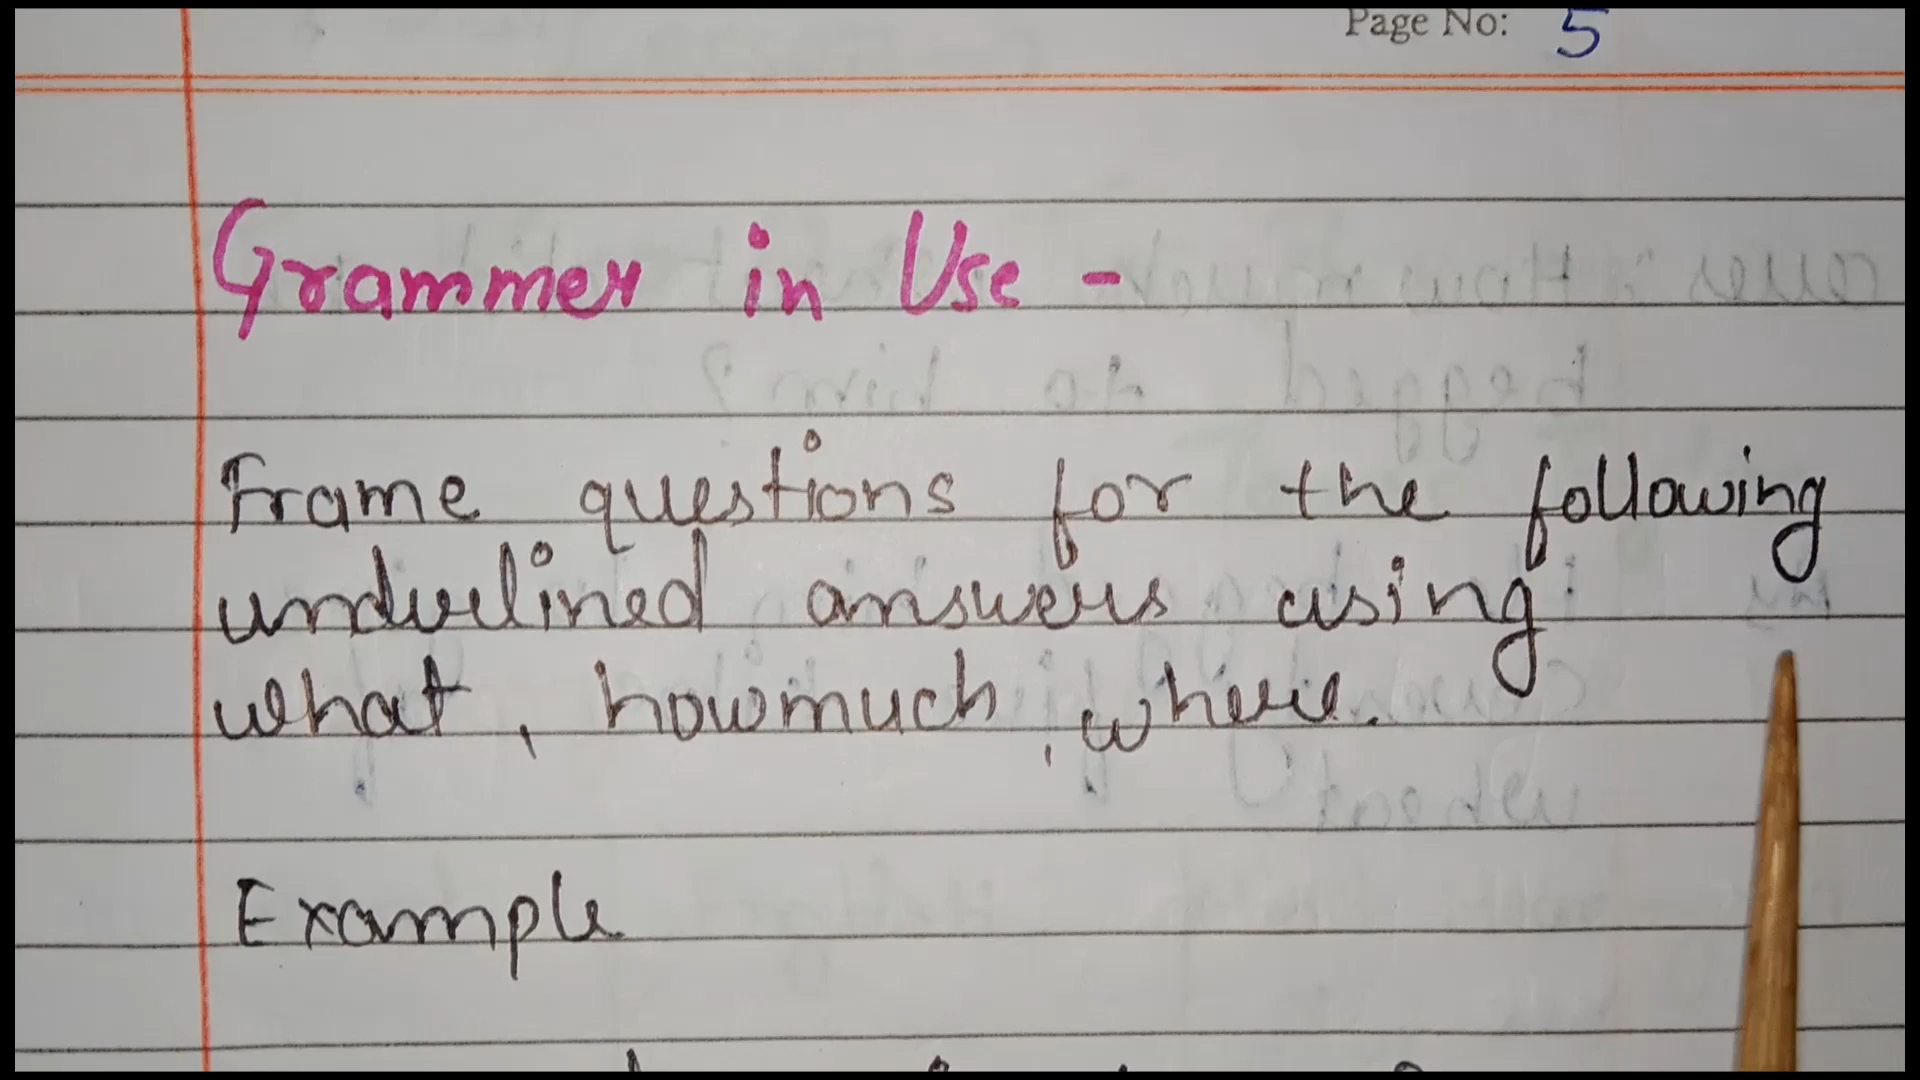 Page No: 5
Grammer in Use -
Frame questions for the following
underlined answers using
what, howmuch, where.
Example